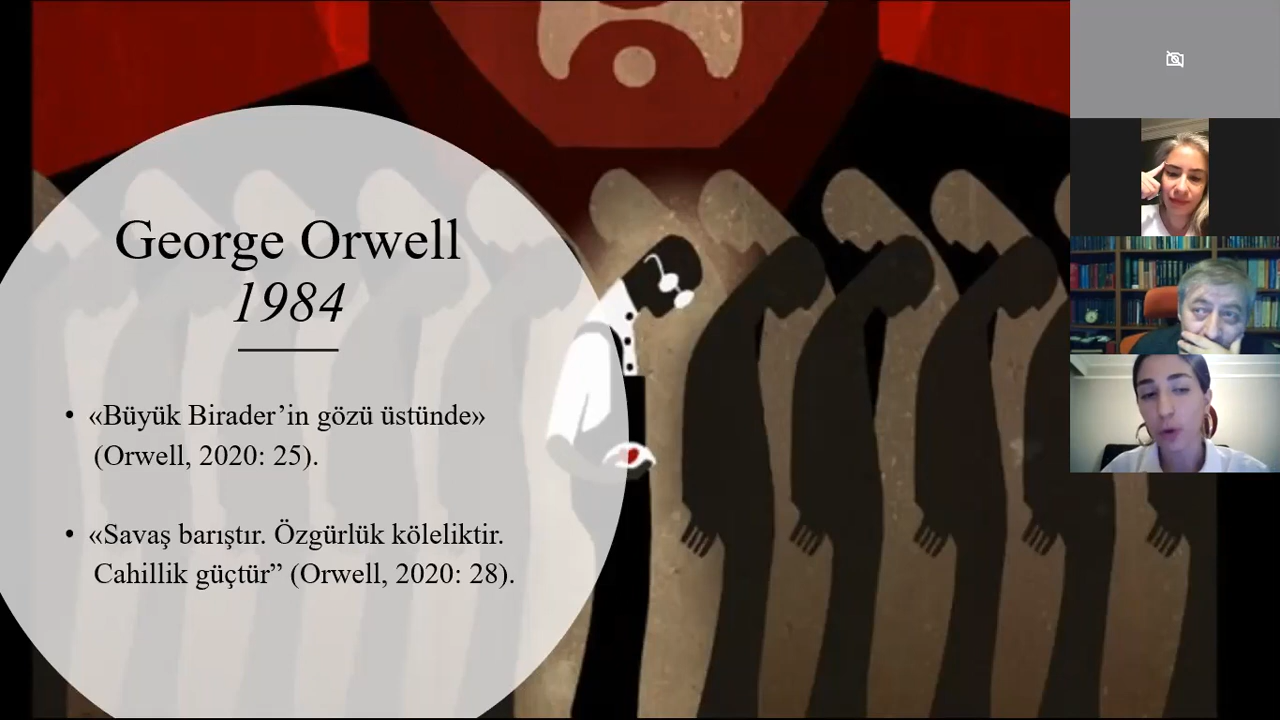 George Orwell
1984
• «Büyük Birader’in gözü üstünde»
(Orwell, 2020: 25).
• «Savaş barıştır. Özgürlük köleliktir.
Cahillik güçtür” (Orwell, 2020: 28).